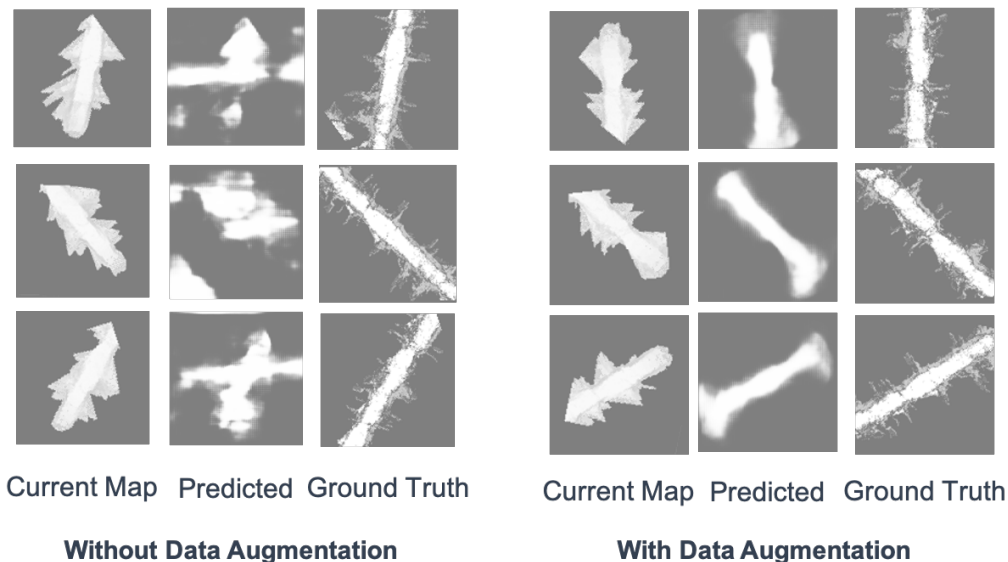 Current Map Predicted Ground Truth
Without Data Augmentation
Current Map Predicted Ground Truth
With Data Augmentation